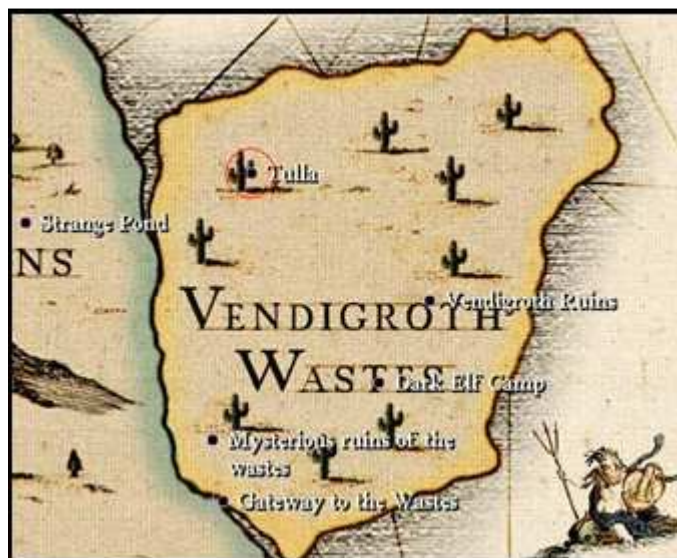 Tulla
Strange Pond
NS
Vendigroth Ruins
VENDIGROTH
WASTES
Dark Elf Camp
Mysterious ruins of the
wastes
Gateway to the Wastes